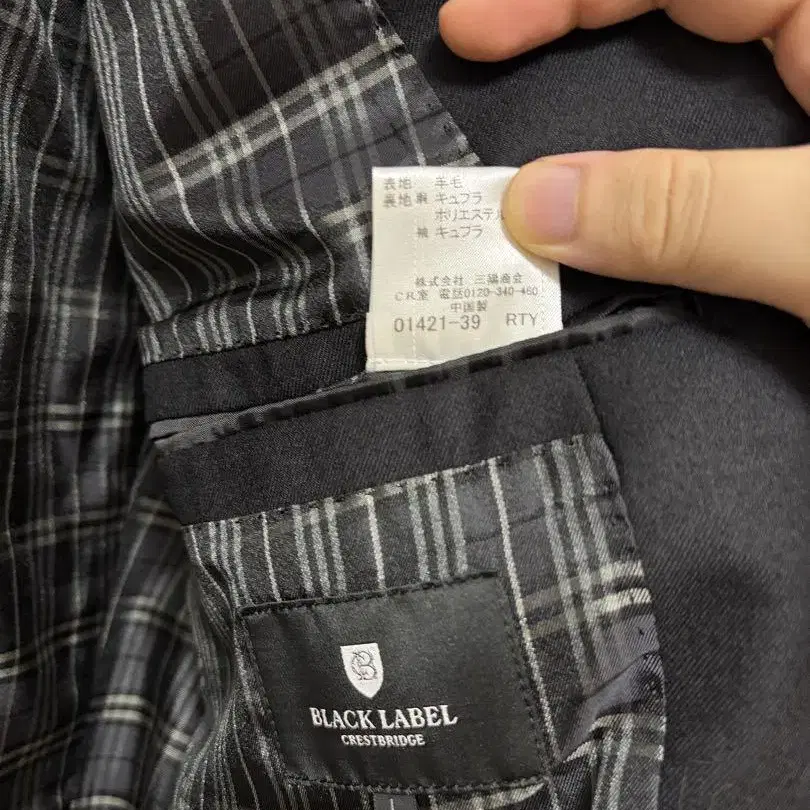 表地 羊毛
裏地 胴 キュプラ
ポリエステル
袖 キュプラ
株式会社 三陽商会
CR室 電話0120-340-460
中国製
01421-39 RTY
B
BLACK LABEL
CRESTBRIDGE
L